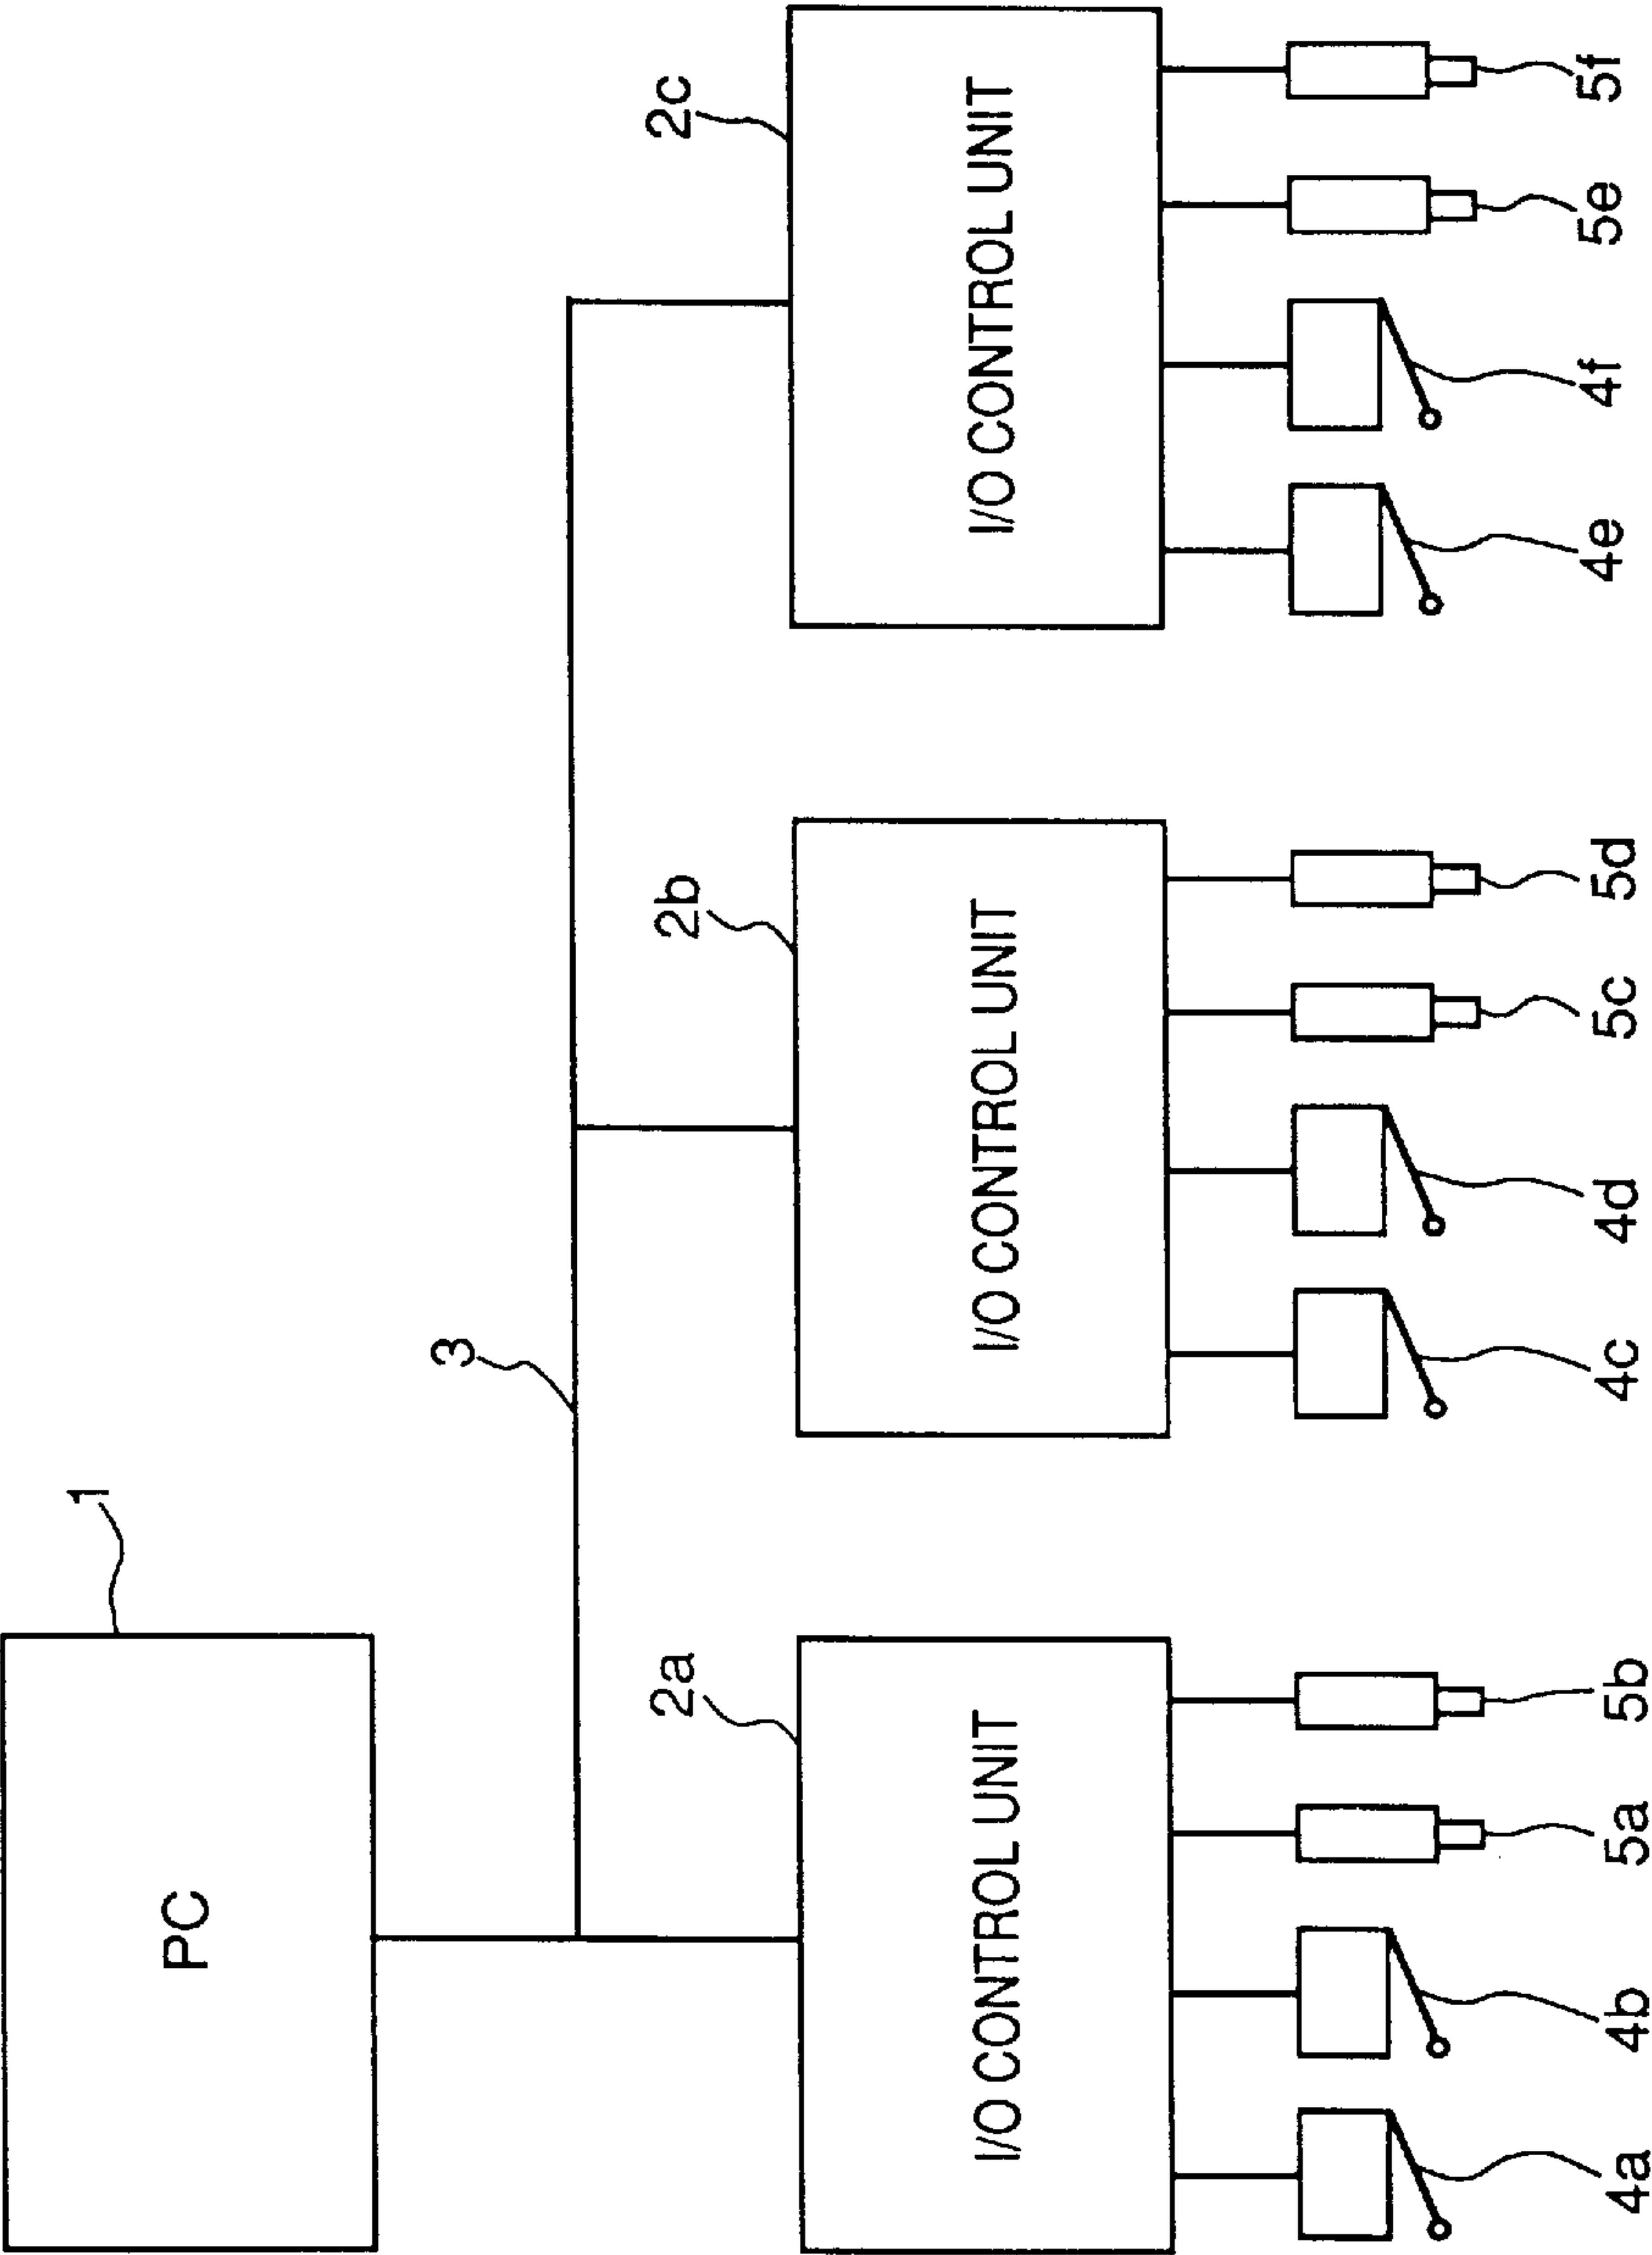 1
PC
3
2a
2b
2c
I/O CONTROL UNIT
I/O CONTROL UNIT
I/O CONTROL UNIT
4a
4b
5a
5b
4c
4d
5c
5d
4e
4f
5e
5f